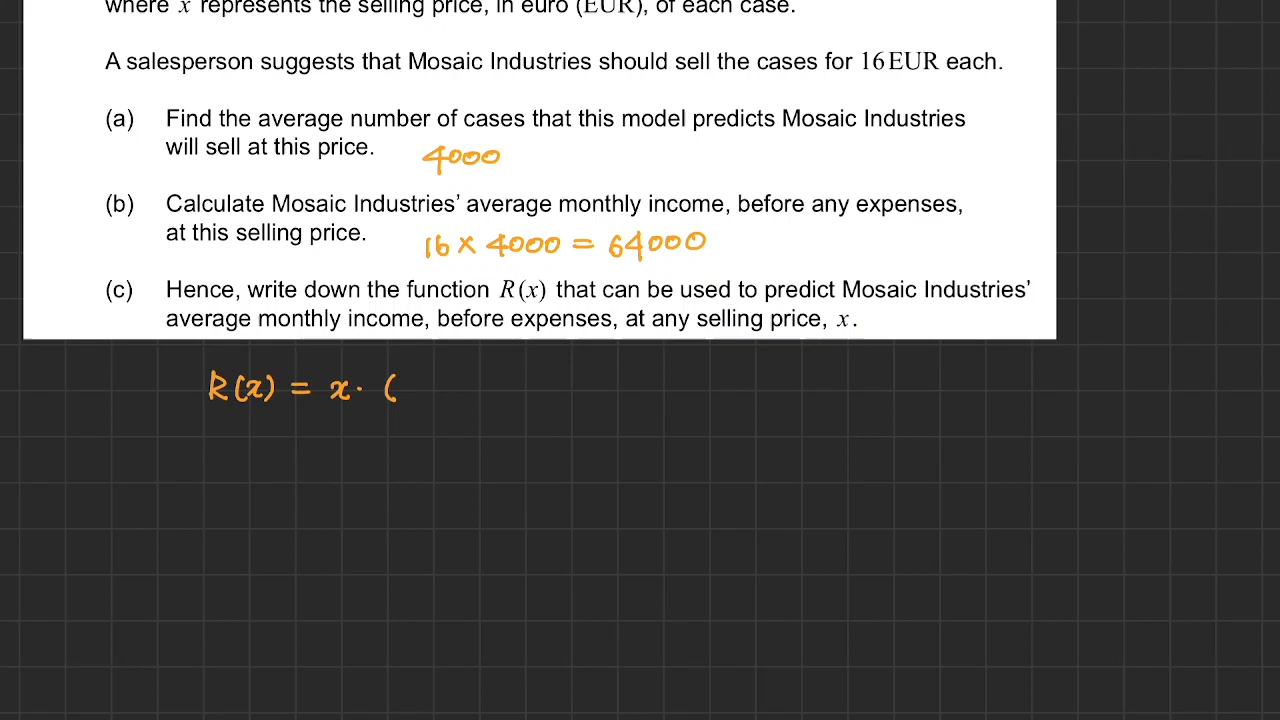 where x represents the selling price, in euro (EUR), of each case.
A salesperson suggests that Mosaic Industries should sell the cases for 16 EUR each.
(a) Find the average number of cases that this model predicts Mosaic Industries
will sell at this price. 4000
(b) Calculate Mosaic Industries’ average monthly income, before any expenses,
at this selling price. 16 × 4000 = 64000
(c) Hence, write down the function R(x) that can be used to predict Mosaic Industries’
average monthly income, before expenses, at any selling price, x.
R(x) = x · (